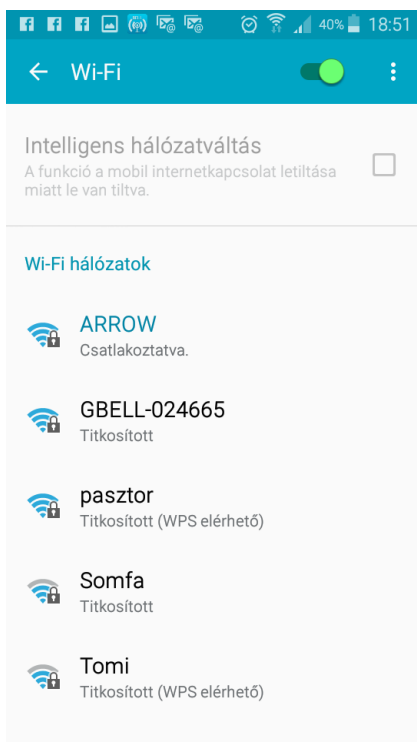 40% 18:51
Wi-Fi
Intelligens hálózatváltás
A funkció a mobil internetkapcsolat letiltása
miatt le van tiltva.
Wi-Fi hálózatok
ARROW
Csatlakoztatva.
GBELL-024665
Titkosított
pasztor
Titkosított (WPS elérhető)
Somfa
Titkosított
Tomi
Titkosított (WPS elérhető)